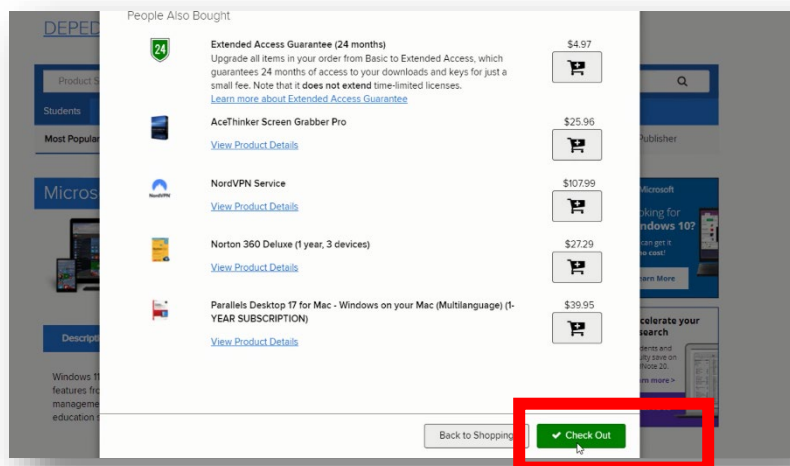 People Also Bought
DEPED
24
Extended Access Guarantee (24 months)
$4.97
Upgrade all items in your order from Basic to Extended Access, which
guarantees 24 months of access to your downloads and keys for just a
small fee. Note that it does not extend time-limited licenses.
Learn more about Extended Access Guarantee
Product S
Students
AceThinker Screen Grabber Pro
$25.96
View Product Details
Most Popular
Publisher
NordVPN Service
$107.99
View Product Details
NordVPN
Micros
Microsoft
oking for
ndows 10?
can get it
no cost!
arn More
Norton 360 Deluxe (1 year, 3 devices)
$27.29
View Product Details
Parallels Desktop 17 for Mac - Windows on your Mac (Multilanguage) (1-
YEAR SUBSCRIPTION)
$39.95
View Product Details
celerate your
search
dents and
ulty save on
dNote 20.
rn more >
Descripti
Windows 11
features fro
manageme
education s
Back to Shopping
Check Out